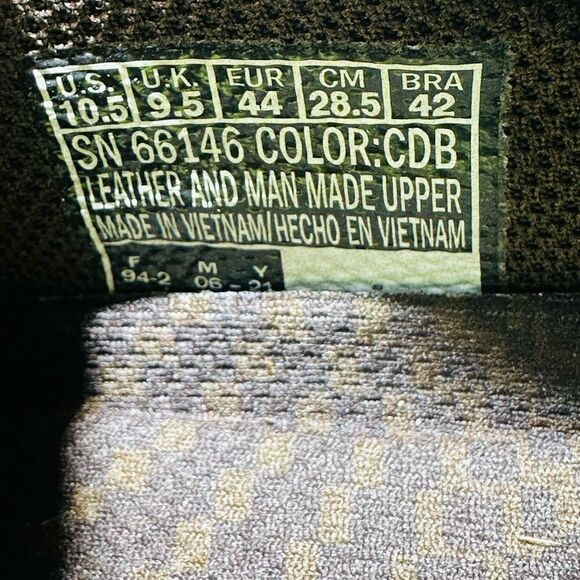 U.S. U.K. EUR CM BRA
10.5 9.5 44 28.5 42
SN 66146 COLOR:CDB
LEATHER AND MAN MADE UPPER
MADE IN VIETNAM/HECHO EN VIETNAM
F M Y
94-2 06 - 21